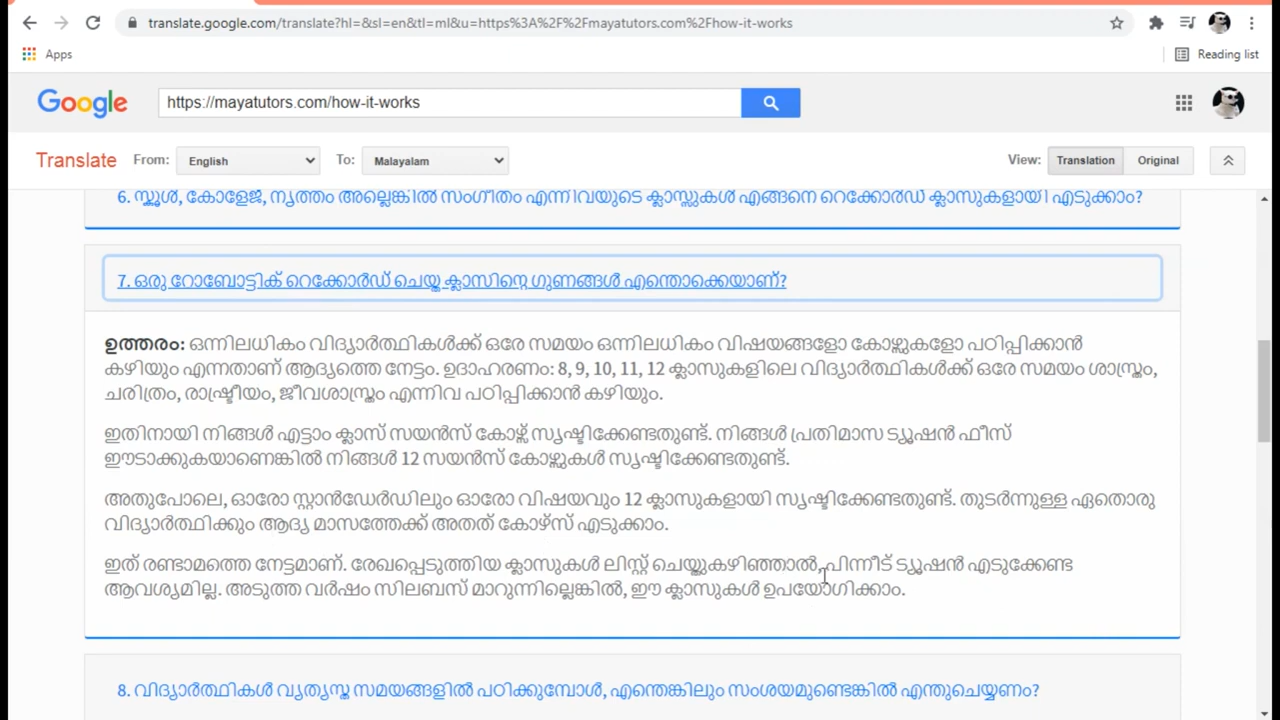 translate.google.com/translate?hl=&sl=en&tl=ml&u=https%3A%2F%2Fmayatutors.com%2Fhow-it-works
Apps
Reading list
Google
https://mayatutors.com/how-it-works
Translate From: English To: Malayalam View: Translation Original
6. സ്കൂൾ, കോളേജ്, നൃത്തം അല്ലെങ്കിൽ സംഗീതം എന്നിവയുടെ ക്ലാസ്സുകൾ എങ്ങനെ റെക്കോർഡ് ക്ലാസുകളായി എടുക്കാം?
7. ഒരു റോബോട്ടിക് റെക്കോർഡ് ചെയ്ത ക്ലാസിന്റെ ഗുണങ്ങൾ എന്തൊക്കെയാണ്?
ഉത്തരം: ഒന്നിലധികം വിദ്യാർത്ഥികൾക്ക് ഒരേ സമയം ഒന്നിലധികം വിഷയങ്ങളോ കോഴ്സുകളോ പഠിപ്പിക്കാൻ
കഴിയും എന്നതാണ് ആദ്യത്തെ നേട്ടം. ഉദാഹരണം: 8, 9, 10, 11, 12 ക്ലാസുകളിലെ വിദ്യാർത്ഥികൾക്ക് ഒരേ സമയം ശാസ്ത്രം,
ചരിത്രം, രാഷ്ട്രീയം, ജീവശാസ്ത്രം എന്നിവ പഠിപ്പിക്കാൻ കഴിയും.
ഇതിനായി നിങ്ങൾ എട്ടാം ക്ലാസ് സയൻസ് കോഴ്സ് സൃഷ്ടിക്കേണ്ടതുണ്ട്. നിങ്ങൾ പ്രതിമാസ ട്യൂഷൻ ഫീസ്
ഈടാക്കുകയാണെങ്കിൽ നിങ്ങൾ 12 സയൻസ് കോഴ്സുകൾ സൃഷ്ടിക്കേണ്ടതുണ്ട്.
അതുപോലെ, ഓരോ സ്റ്റാൻഡേർഡിലും ഓരോ വിഷയവും 12 ക്ലാസുകളായി സൃഷ്ടിക്കേണ്ടതുണ്ട്. തുടർന്നുള്ള ഏതൊരു
വിദ്യാർത്ഥിക്കും ആദ്യ മാസത്തേക്ക് അതത് കോഴ്സ് എടുക്കാം.
ഇത് രണ്ടാമത്തെ നേട്ടമാണ്. രേഖപ്പെടുത്തിയ ക്ലാസുകൾ ലിസ്റ്റ് ചെയ്തുകഴിഞ്ഞാൽ, പിന്നീട് ട്യൂഷൻ എടുക്കേണ്ട
ആവശ്യമില്ല. അടുത്ത വർഷം സിലബസ് മാറുന്നില്ലെങ്കിൽ, ഈ ക്ലാസുകൾ ഉപയോഗിക്കാം.
8. വിദ്യാർത്ഥികൾ വ്യത്യസ്ത സമയങ്ങളിൽ പഠിക്കുമ്പോൾ, എന്തെങ്കിലും സംശയമുണ്ടെങ്കിൽ എന്തുചെയ്യണം?